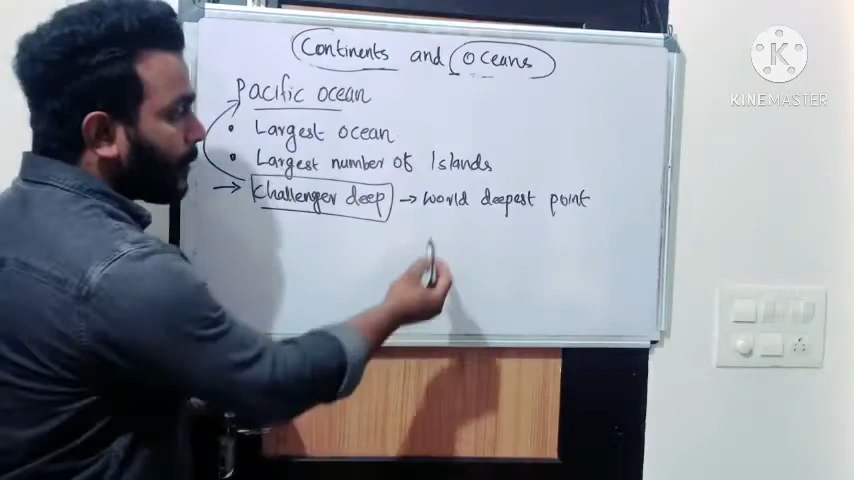 Continents and Oceans
Pacific ocean
• Largest ocean
• Largest number of Islands
→ Challenger deep → world deepest point
K
KINEMASTER